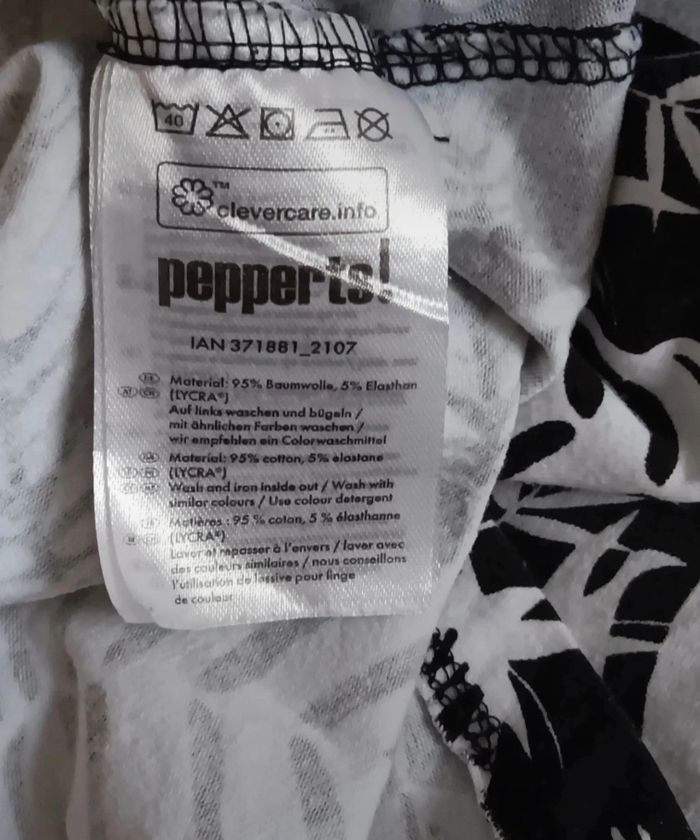 40
TM
clevercare.info
pepperts!
IAN 371881_2107
Material: 95% Baumwolle, 5% Elasthan
(LYCRA®)
Auf links waschen und bügeln /
mit ähnlichen Farben waschen /
wir empfehlen ein Colorwaschmittel
Material: 95% cotton, 5% elastane
(LYCRA®)
Wash and iron inside out / Wash with
similar colours / Use colour detergent
Matières : 95 % coton, 5 % élasthanne
(LYCRA®)
Laver et repasser à l'envers / laver avec
des couleurs similaires / nous conseillons
l'utilisation de lessive pour linge
de couleur